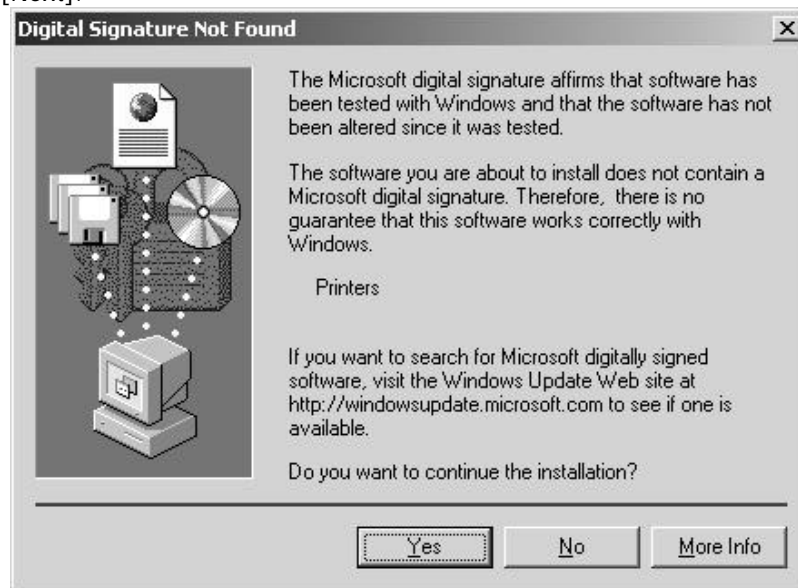 [Next].
Digital Signature Not Found
The Microsoft digital signature affirms that software has
been tested with Windows and that the software has not
been altered since it was tested.
The software you are about to install does not contain a
Microsoft digital signature. Therefore, there is no
guarantee that this software works correctly with
Windows.
Printers
If you want to search for Microsoft digitally signed
software, visit the Windows Update Web site at
http://windowsupdate.microsoft.com to see if one is
available.
Do you want to continue the installation?
Yes No More Info